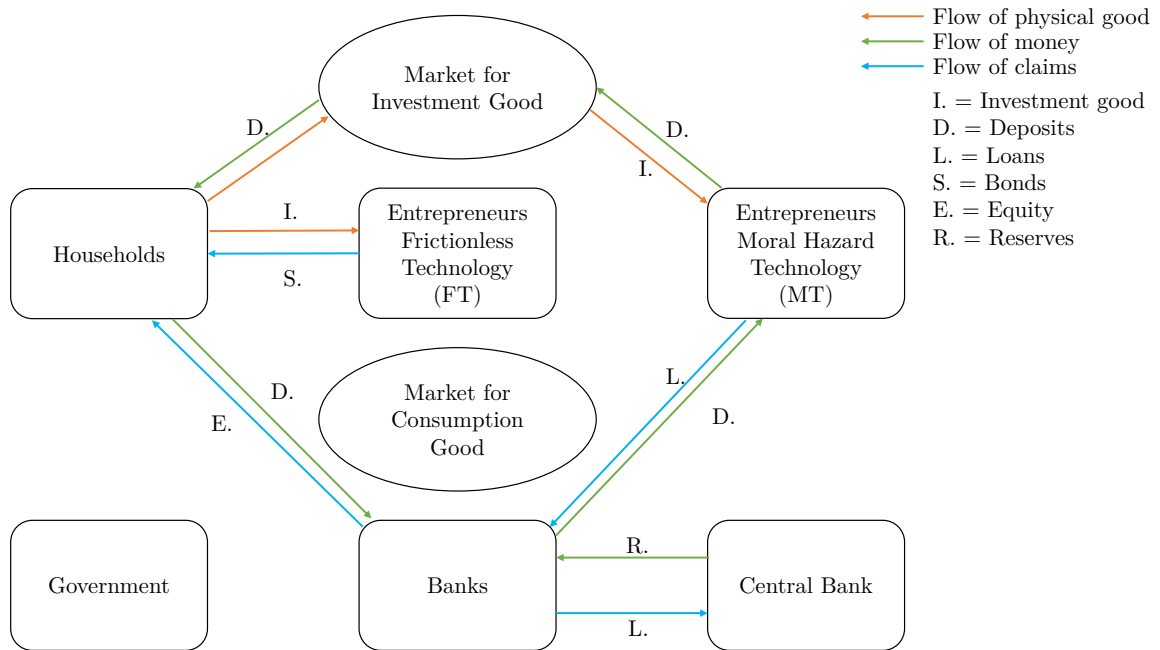 Flow of physical good
Flow of money
Flow of claims
I. = Investment good
D. = Deposits
L. = Loans
S. = Bonds
E. = Equity
R. = Reserves
Market for
Investment Good
D.
D.
I.
Households
I.
S.
Entrepreneurs
Frictionless
Technology
(FT)
Entrepreneurs
Moral Hazard
Technology
(MT)
D.
E.
Market for
Consumption
Good
L.
D.
Government
Banks
R.
L.
Central Bank